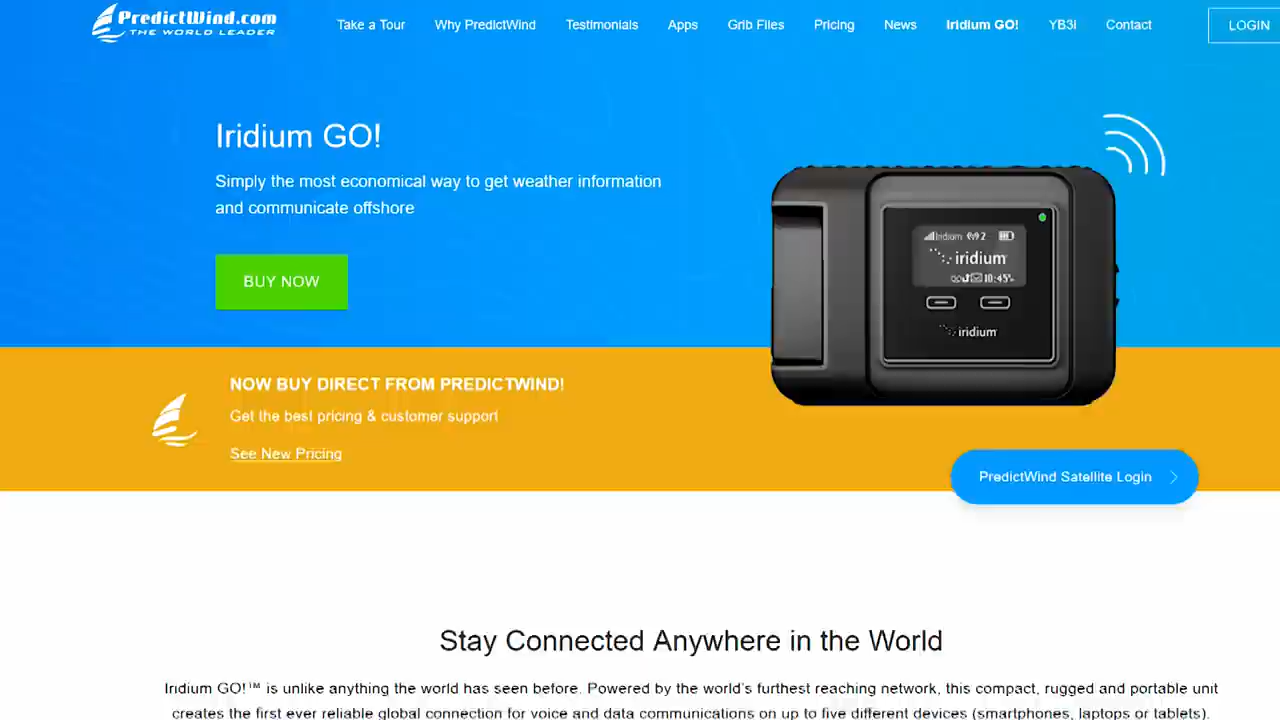 PredictWind.com
THE WORLD LEADER
Take a Tour
Why PredictWind
Testimonials
Apps
Grib Files
Pricing
News
Iridium GO!
YB3i
Contact
LOGIN
Iridium GO!
Simply the most economical way to get weather information
and communicate offshore
BUY NOW
Iridium 92
iridium
10:45
iridium
NOW BUY DIRECT FROM PREDICTWIND!
Get the best pricing & customer support
See New Pricing
PredictWind Satellite Login
Stay Connected Anywhere in the World
Iridium GO!™ is unlike anything the world has seen before. Powered by the world's furthest reaching network, this compact, rugged and portable unit
creates the first ever reliable global connection for voice and data communications on up to five different devices (smartphones, laptops or tablets).